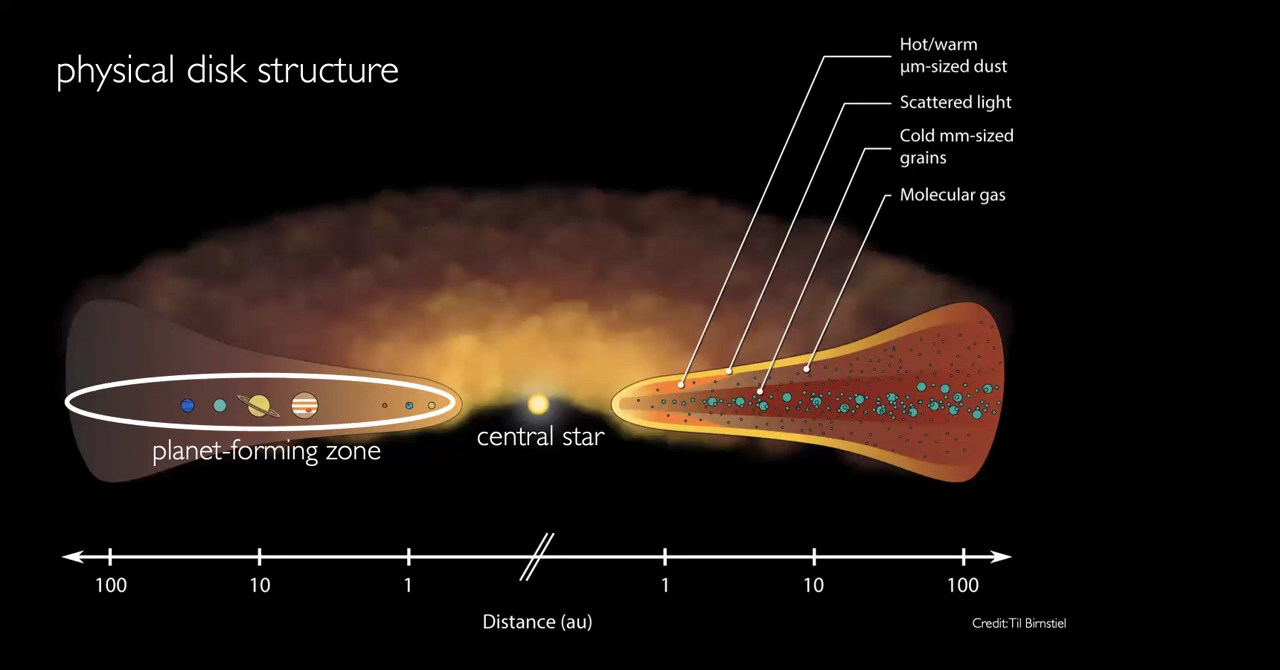 physical disk structure
Hot/warm
µm-sized dust
Scattered light
Cold mm-sized
grains
Molecular gas
central star
planet-forming zone
100
10
1
1
10
100
Distance (au)
Credit: Til Birnstiel